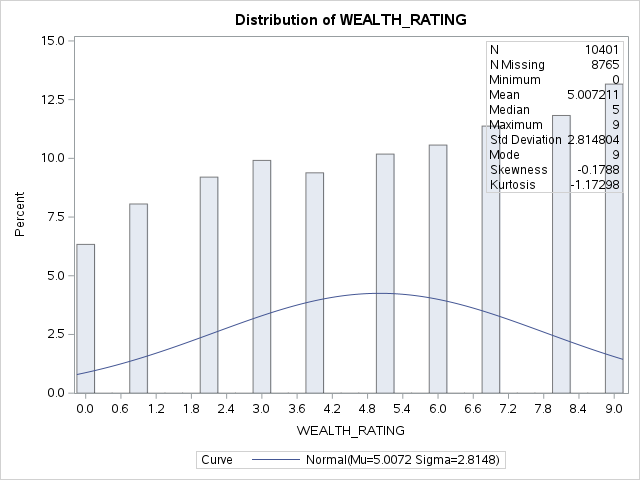 Distribution of WEALTH_RATING
N 10401
N Missing 8765
Minimum 0
Mean 5.007211
Median 5
Maximum 9
Std Deviation 2.814804
Mode 9
Skewness -0.1788
Kurtosis -1.17298
15.0
12.5
10.0
7.5
5.0
2.5
0.0
Percent
0.0 0.6 1.2 1.8 2.4 3.0 3.6 4.2 4.8 5.4 6.0 6.6 7.2 7.8 8.4 9.0
WEALTH_RATING
Curve Normal(Mu=5.0072 Sigma=2.8148)